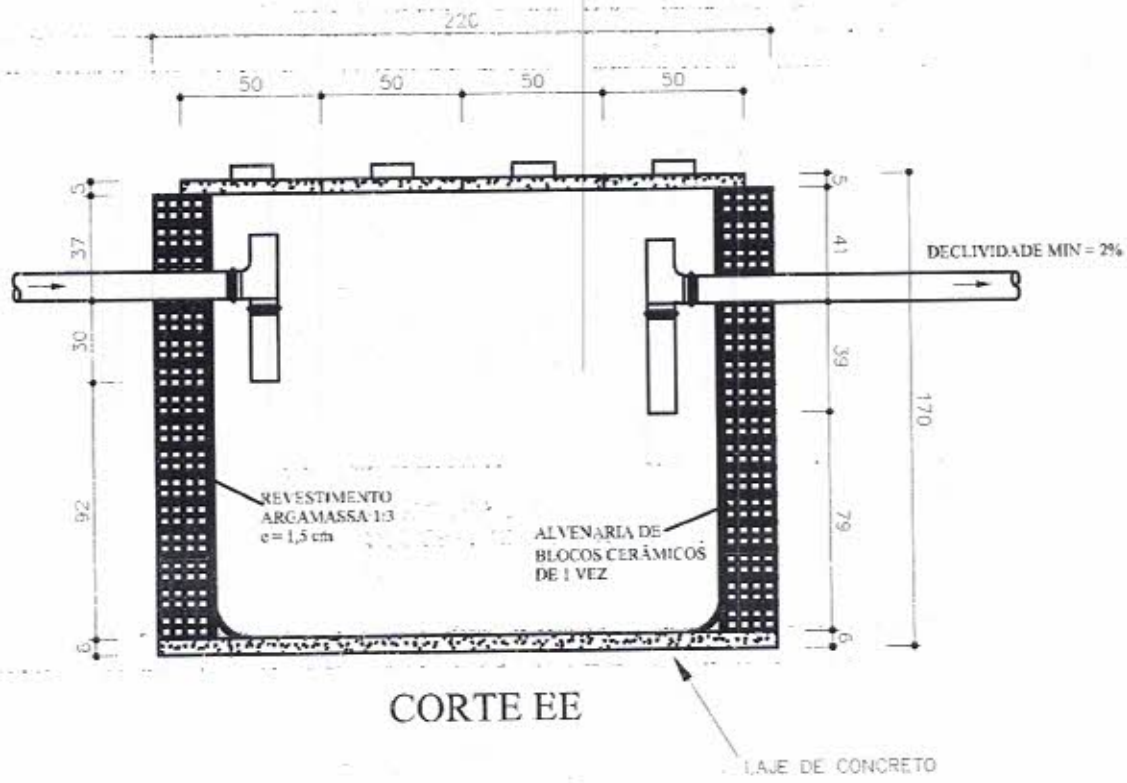 220
50 50 50 50
5
37
30
92
6
5
41
39
79
6
170
DECLIVIDADE MIN = 2%
REVESTIMENTO
ARGAMASSA 1:3
e = 1,5 cm
ALVENARIA DE
BLOCOS CERÂMICOS
DE 1 VEZ
CORTE EE
LAJE DE CONCRETO